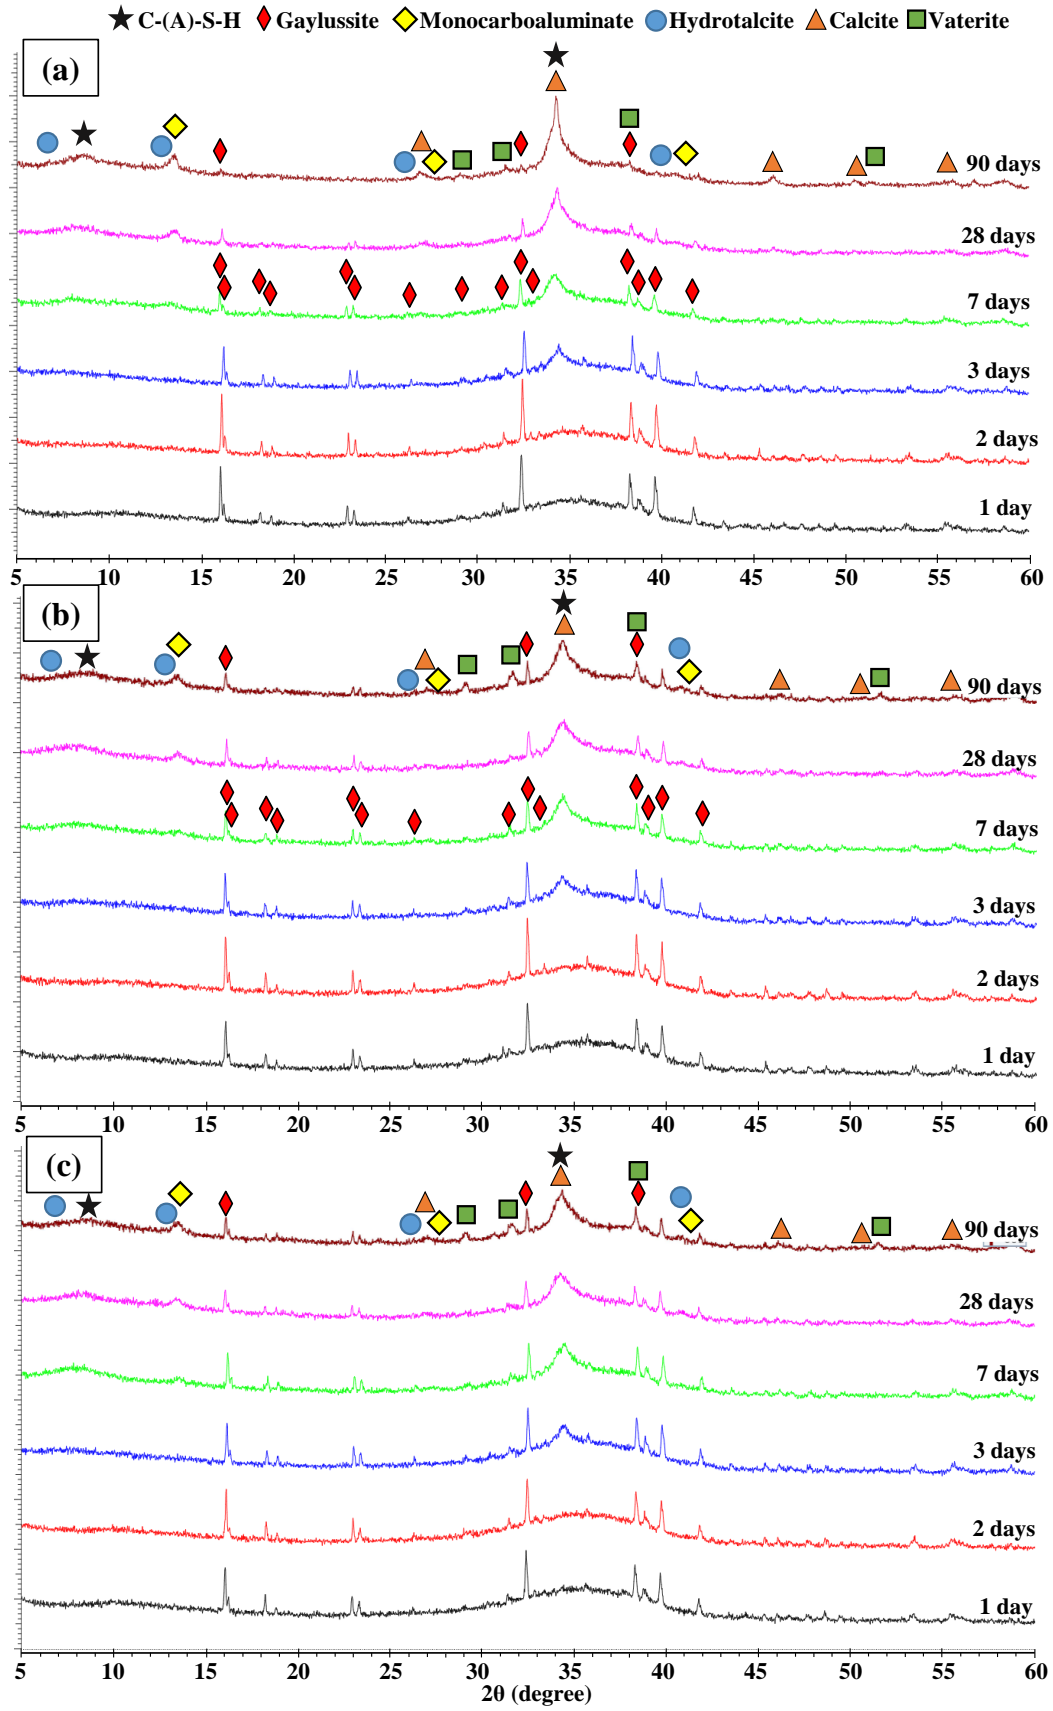 C-(A)-S-H Gaylussite Monocarboaluminate Hydrotalcite Calcite Vaterite
(a)
90 days
28 days
7 days
3 days
2 days
1 day
5 10 15 20 25 30 35 40 45 50 55 60
(b)
90 days
28 days
7 days
3 days
2 days
1 day
5 10 15 20 25 30 35 40 45 50 55 60
(c)
90 days
28 days
7 days
3 days
2 days
1 day
5 10 15 20 25 30 35 40 45 50 55 60
2θ (degree)